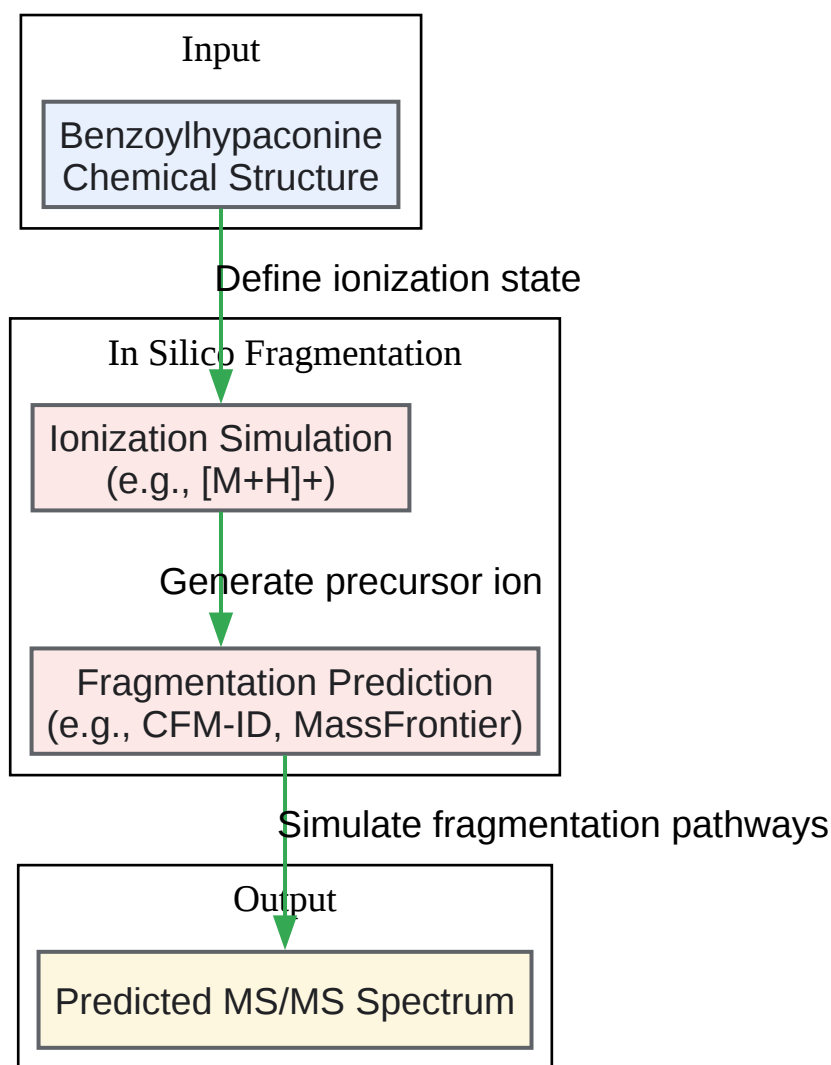 Input
Benzoylhypaconine
Chemical Structure
Define ionization state
In Silico Fragmentation
Ionization Simulation
(e.g., [M+H]+)
Generate precursor ion
Fragmentation Prediction
(e.g., CFM-ID, MassFrontier)
Simulate fragmentation pathways
Output
Predicted MS/MS Spectrum